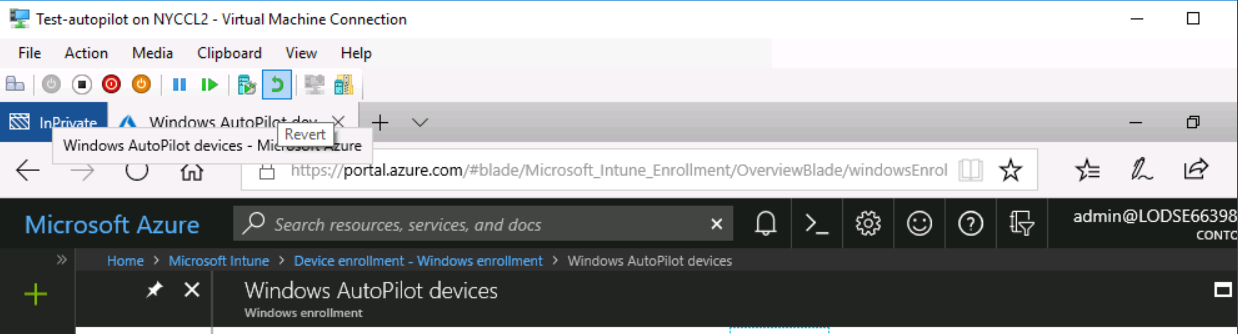 Test-autopilot on NYCCL2 - Virtual Machine Connection
File Action Media Clipboard View Help
InPrivate Windows AutoPilot dev
Revert
Windows AutoPilot devices - Microsoft Azure
https://portal.azure.com/#blade/Microsoft_Intune_Enrollment/OverviewBlade/windowsEnrol
Microsoft Azure Search resources, services, and docs admin@LODSE66398
CONTO
Home > Microsoft Intune > Device enrollment - Windows enrollment > Windows AutoPilot devices
Windows AutoPilot devices
Windows enrollment